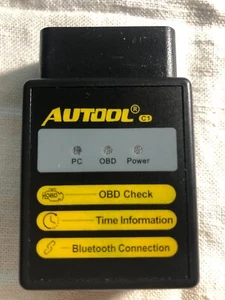 AUTOOL® C1
PC OBD Power
OBD Check
Time Information
Bluetooth Connection